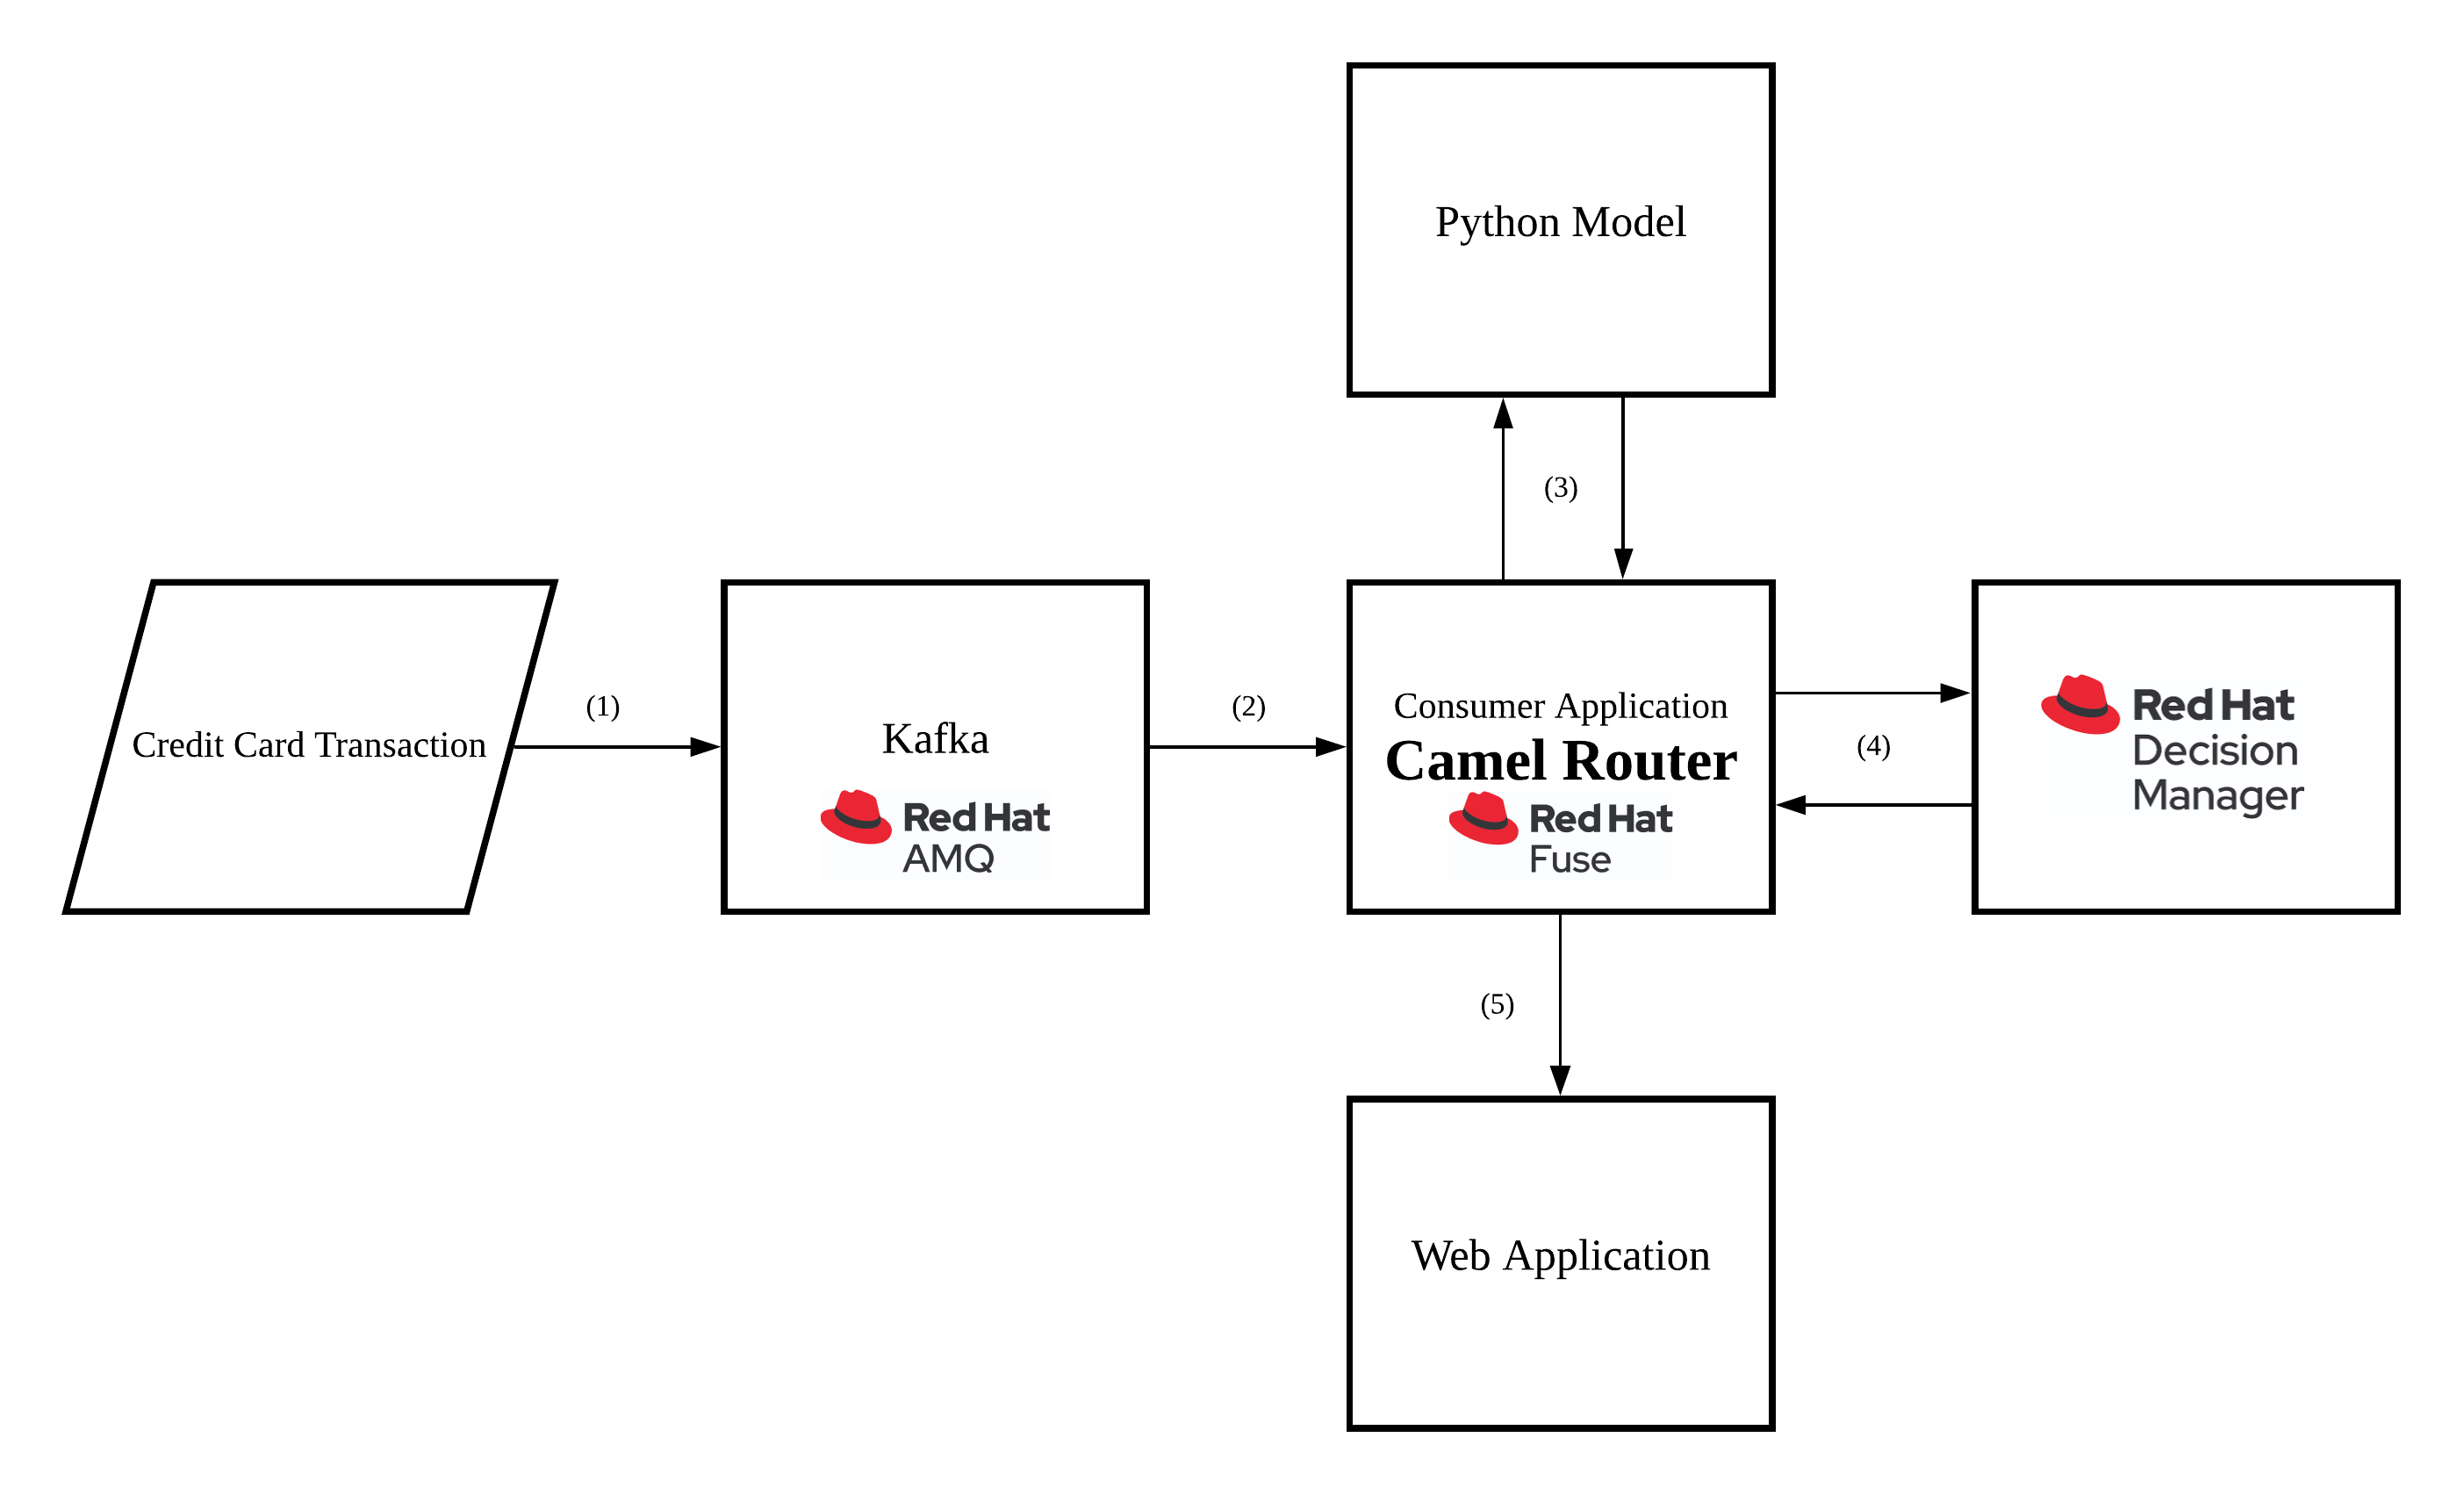 Python Model
(3)
Credit Card Transaction
(1)
Kafka
Red Hat
AMQ
(2)
Consumer Application
Camel Router
Red Hat
Fuse
(4)
Red Hat
Decision
Manager
(5)
Web Application